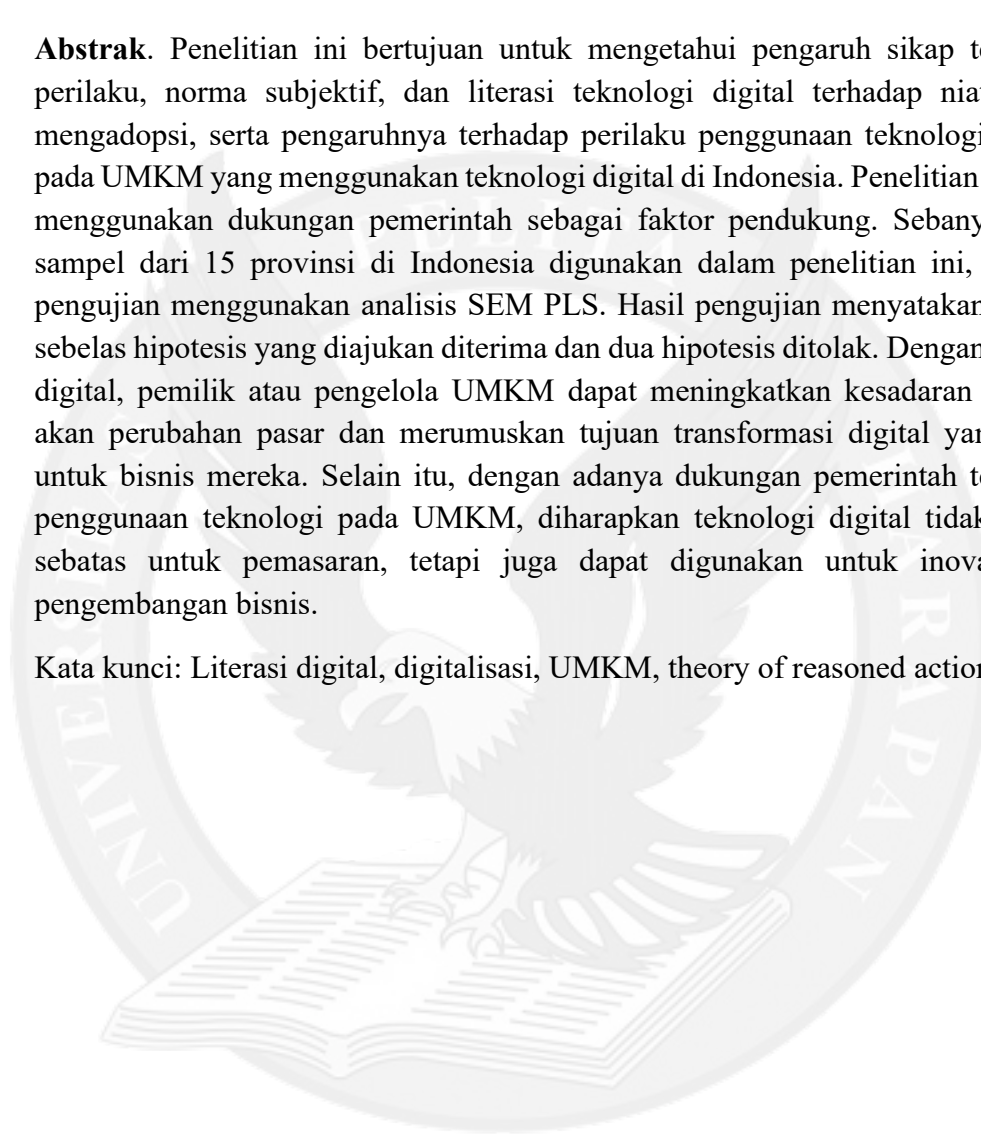 Abstrak. Penelitian ini bertujuan untuk mengetahui pengaruh sikap
perilaku, norma subjektif, dan literasi teknologi digital terhadap
mengadopsi, serta pengaruhnya terhadap perilaku penggunaan teknologi
pada UMKM yang menggunakan teknologi digital di Indonesia. Penelitian
menggunakan dukungan pemerintah sebagai faktor pendukung.
sampel dari 15 provinsi di Indonesia digunakan dalam penelitian ini,
pengujian menggunakan analisis SEM PLS. Hasil pengujian menyatakan
sebelas hipotesis yang diajukan diterima dan dua hipotesis ditolak. Dengan
digital, pemilik atau pengelola UMKM dapat meningkatkan kesadaran
akan perubahan pasar dan merumuskan tujuan transformasi digital
untuk bisnis mereka. Selain itu, dengan adanya dukungan pemerintah
penggunaan teknologi pada UMKM, diharapkan teknologi digital tidak
sebatas untuk pemasaran, tetapi juga dapat digunakan untuk
pengembangan bisnis.
Kata kunci: Literasi digital, digitalisasi, UMKM, theory of reasoned action
UNIVERSITAS
PELITA
HARAPAN